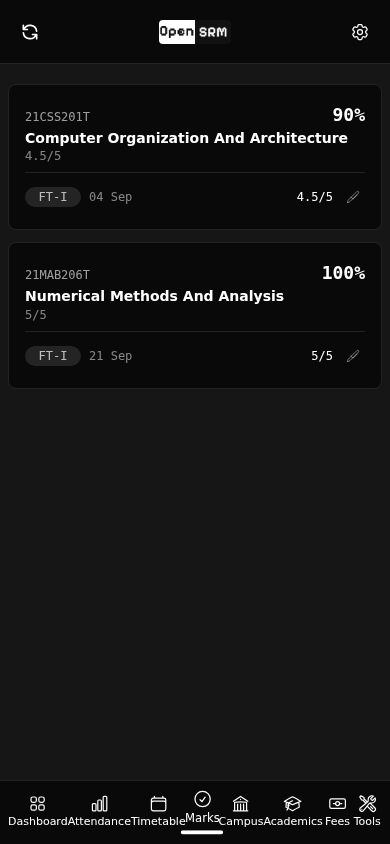 Open SRM
21CSS201T 90%
Computer Organization And Architecture
4.5/5
FT-I 04 Sep 4.5/5
21MAB206T 100%
Numerical Methods And Analysis
5/5
FT-I 21 Sep 5/5
Dashboard Attendance Timetable Marks Campus Academics Fees Tools